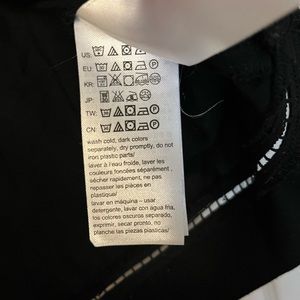 US:
EU:
KR:
JP:
TW:
CN:
wash cold, dark colors
separately, dry promptly, do not
iron plastic parts/
laver à l'eau froide, laver les
couleurs foncées séparément.
sécher rapidement, ne pas
repasser les pièces en
plastique/
lavar en máquina – usar
detergente, lavar con agua fría,
los colores oscuros separado,
exprimir, secar pronto, no
planchar las piezas plasticas/